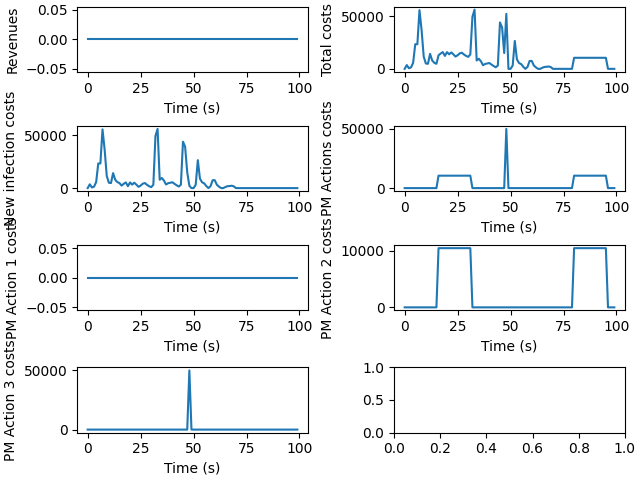 Revenues
0.05
0.00
−0.05
0 25 50 75 100
Time (s)
Total costs
50000
0
0 25 50 75 100
Time (s)
New infection costs
50000
0
0 25 50 75 100
Time (s)
PM Actions costs
50000
0
0 25 50 75 100
Time (s)
PM Action 1 costs
0.05
0.00
−0.05
0 25 50 75 100
Time (s)
PM Action 2 costs
10000
0
0 25 50 75 100
Time (s)
PM Action 3 costs
50000
0
0 25 50 75 100
Time (s)
1.0
0.5
0.0
0.0 0.2 0.4 0.6 0.8 1.0